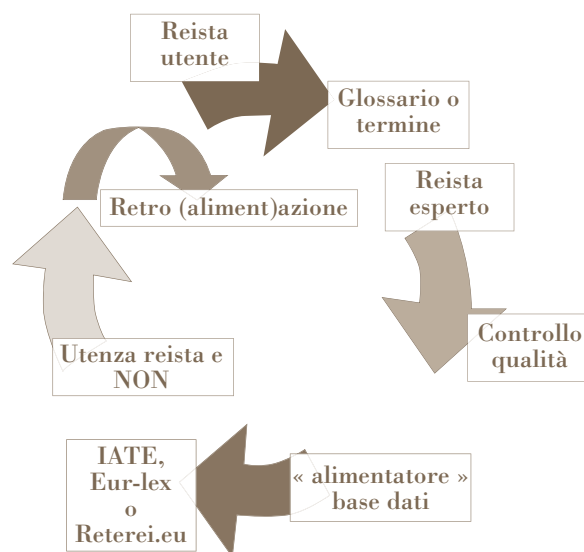 Reista
utente
Glossario o
termine
Reista
esperto
Retro (aliment)azione
Controllo
qualità
Utenza reista e
NON
« alimentatore »
base dati
IATE,
Eur-lex
o
Reterei.eu